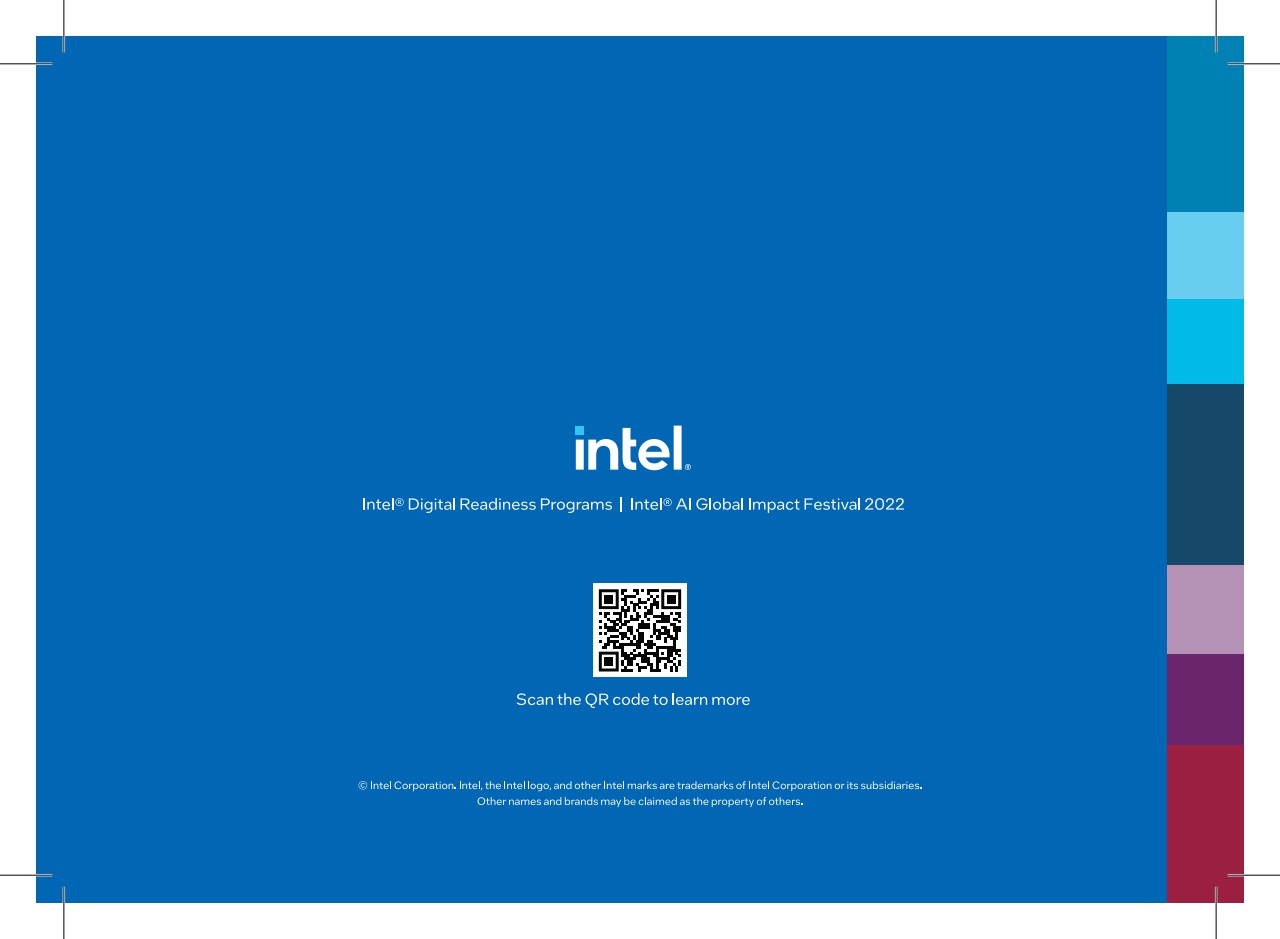 intel®
Intel® Digital Readiness Programs | Intel® AI Global Impact Festival 2022
Scan the QR code to learn more
© Intel Corporation. Intel, the Intel logo, and other Intel marks are trademarks of Intel Corporation or its subsidiaries.
Other names and brands may be claimed as the property of others.